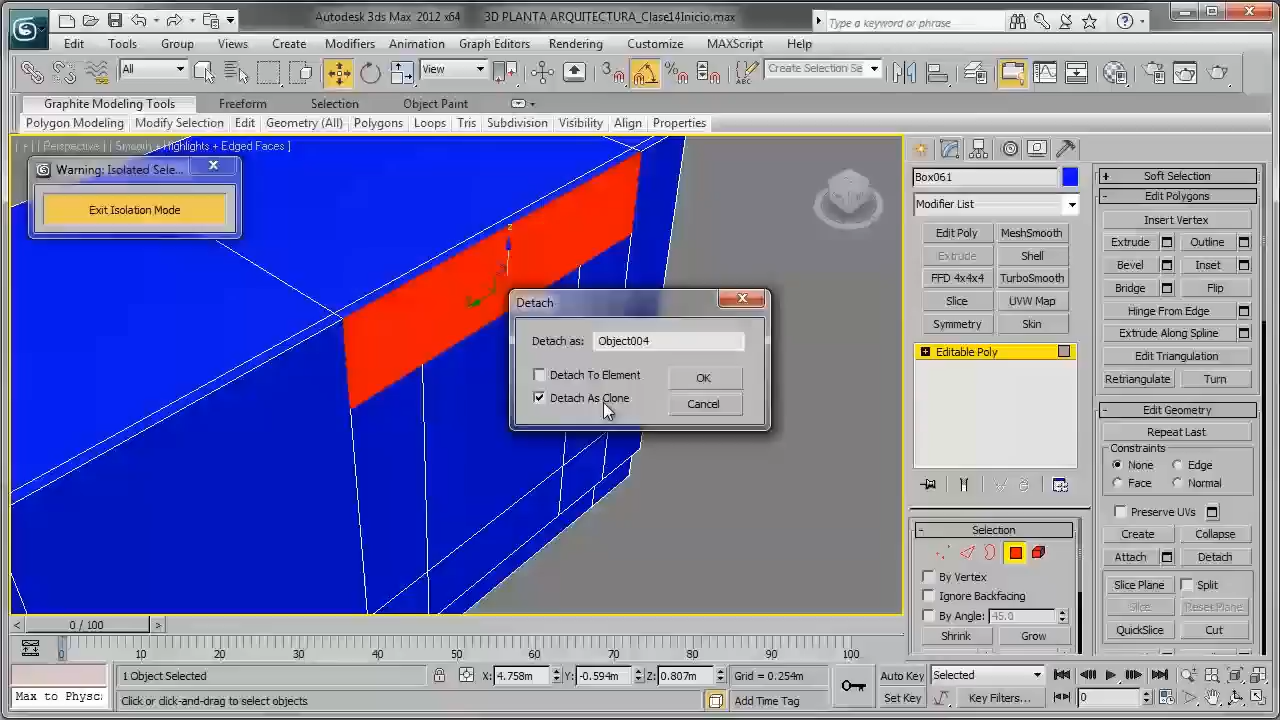 Autodesk 3ds Max 2012 x64 3D PLANTA ARQUITECTURA_Clase14Inicio.max
Type a keyword or phrase
Edit Tools Group Views Create Modifiers Animation Graph Editors Rendering Customize MAXScript Help
All View Create Selection Se
Graphite Modeling Tools Freeform Selection Object Paint
Polygon Modeling Modify Selection Edit Geometry (All) Polygons Loops Tris Subdivision Visibility Align Properties
[ + ] [ Perspective ] [ Smooth + Highlights + Edged Faces ]
Warning: Isolated Sele...
Exit Isolation Mode
Detach
Detach as: Object004
Detach To Element
OK
Detach As Clone
Cancel
Box061
Modifier List
Edit Poly MeshSmooth
Extrude Shell
FFD 4x4x4 TurboSmooth
Slice UVW Map
Symmetry Skin
Editable Poly
Selection
By Vertex
Ignore Backfacing
By Angle: 45.0
Shrink Grow
+ Soft Selection
- Edit Polygons
Insert Vertex
Extrude Outline
Bevel Inset
Bridge Flip
Hinge From Edge
Extrude Along Spline
Edit Triangulation
Retriangulate Turn
- Edit Geometry
Repeat Last
Constraints
None Edge
Face Normal
Preserve UVs
Create Collapse
Attach Detach
Slice Plane Split
Slice Reset Plane
QuickSlice Cut
< 0 / 100 >
0 10 20 30 40 50 60 70 80 90 100
Max to Physc
1 Object Selected X: 4.758m Y: -0.594m Z: 0.807m Grid = 0.254m
Click or click-and-drag to select objects Add Time Tag
Auto Key Selected
Set Key Key Filters... 0